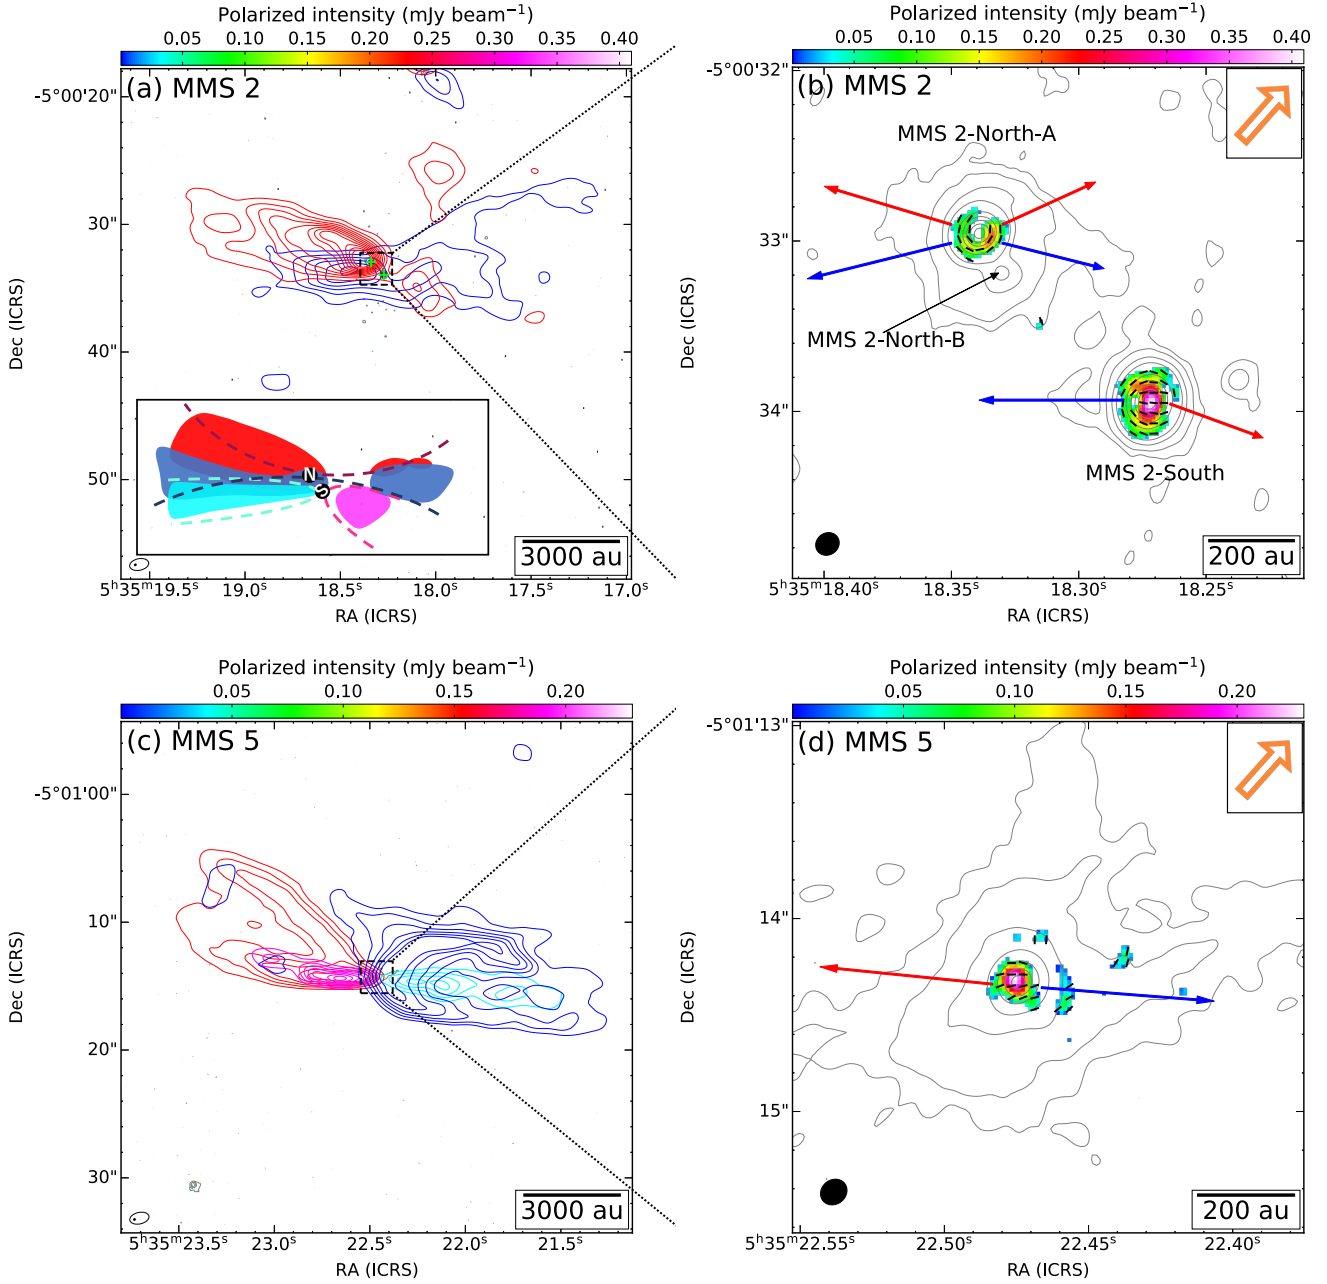 Polarized intensity (mJy beam⁻¹)
0.05 0.10 0.15 0.20 0.25 0.30 0.35 0.40
(a) MMS 2
-5°00'20"
30"
40"
50"
Dec (ICRS)
N
S
3000 au
5ʰ35ᵐ19.5ˢ 19.0ˢ 18.5ˢ 18.0ˢ 17.5ˢ 17.0ˢ
RA (ICRS)
Polarized intensity (mJy beam⁻¹)
0.05 0.10 0.15 0.20 0.25 0.30 0.35 0.40
(b) MMS 2
-5°00'32"
33"
34"
Dec (ICRS)
MMS 2-North-A
MMS 2-North-B
MMS 2-South
200 au
5ʰ35ᵐ18.40ˢ 18.35ˢ 18.30ˢ 18.25ˢ
RA (ICRS)
Polarized intensity (mJy beam⁻¹)
0.05 0.10 0.15 0.20
(c) MMS 5
-5°01'00"
10"
20"
30"
Dec (ICRS)
3000 au
5ʰ35ᵐ23.5ˢ 23.0ˢ 22.5ˢ 22.0ˢ 21.5ˢ
RA (ICRS)
Polarized intensity (mJy beam⁻¹)
0.05 0.10 0.15 0.20
(d) MMS 5
-5°01'13"
14"
15"
Dec (ICRS)
200 au
5ʰ35ᵐ22.55ˢ 22.50ˢ 22.45ˢ 22.40ˢ
RA (ICRS)